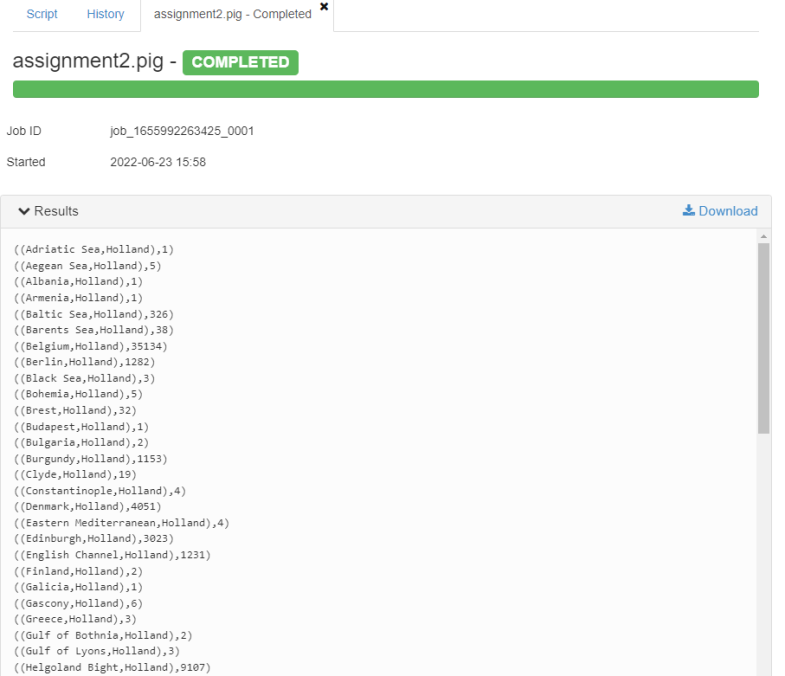 Script History assignment2.pig - Completed ×
assignment2.pig - COMPLETED
Job ID job_1655992263425_0001
Started 2022-06-23 15:58
Results Download
((Adriatic Sea,Holland),1)
((Aegean Sea,Holland),5)
((Albania,Holland),1)
((Armenia,Holland),1)
((Baltic Sea,Holland),326)
((Barents Sea,Holland),38)
((Belgium,Holland),35134)
((Berlin,Holland),1282)
((Black Sea,Holland),3)
((Bohemia,Holland),5)
((Brest,Holland),32)
((Budapest,Holland),1)
((Bulgaria,Holland),2)
((Burgundy,Holland),1153)
((Clyde,Holland),19)
((Constantinople,Holland),4)
((Denmark,Holland),4051)
((Eastern Mediterranean,Holland),4)
((Edinburgh,Holland),3023)
((English Channel,Holland),1231)
((Finland,Holland),2)
((Galicia,Holland),1)
((Gascony,Holland),6)
((Greece,Holland),3)
((Gulf of Bothnia,Holland),2)
((Gulf of Lyons,Holland),3)
((Helgoland Bight,Holland),9107)